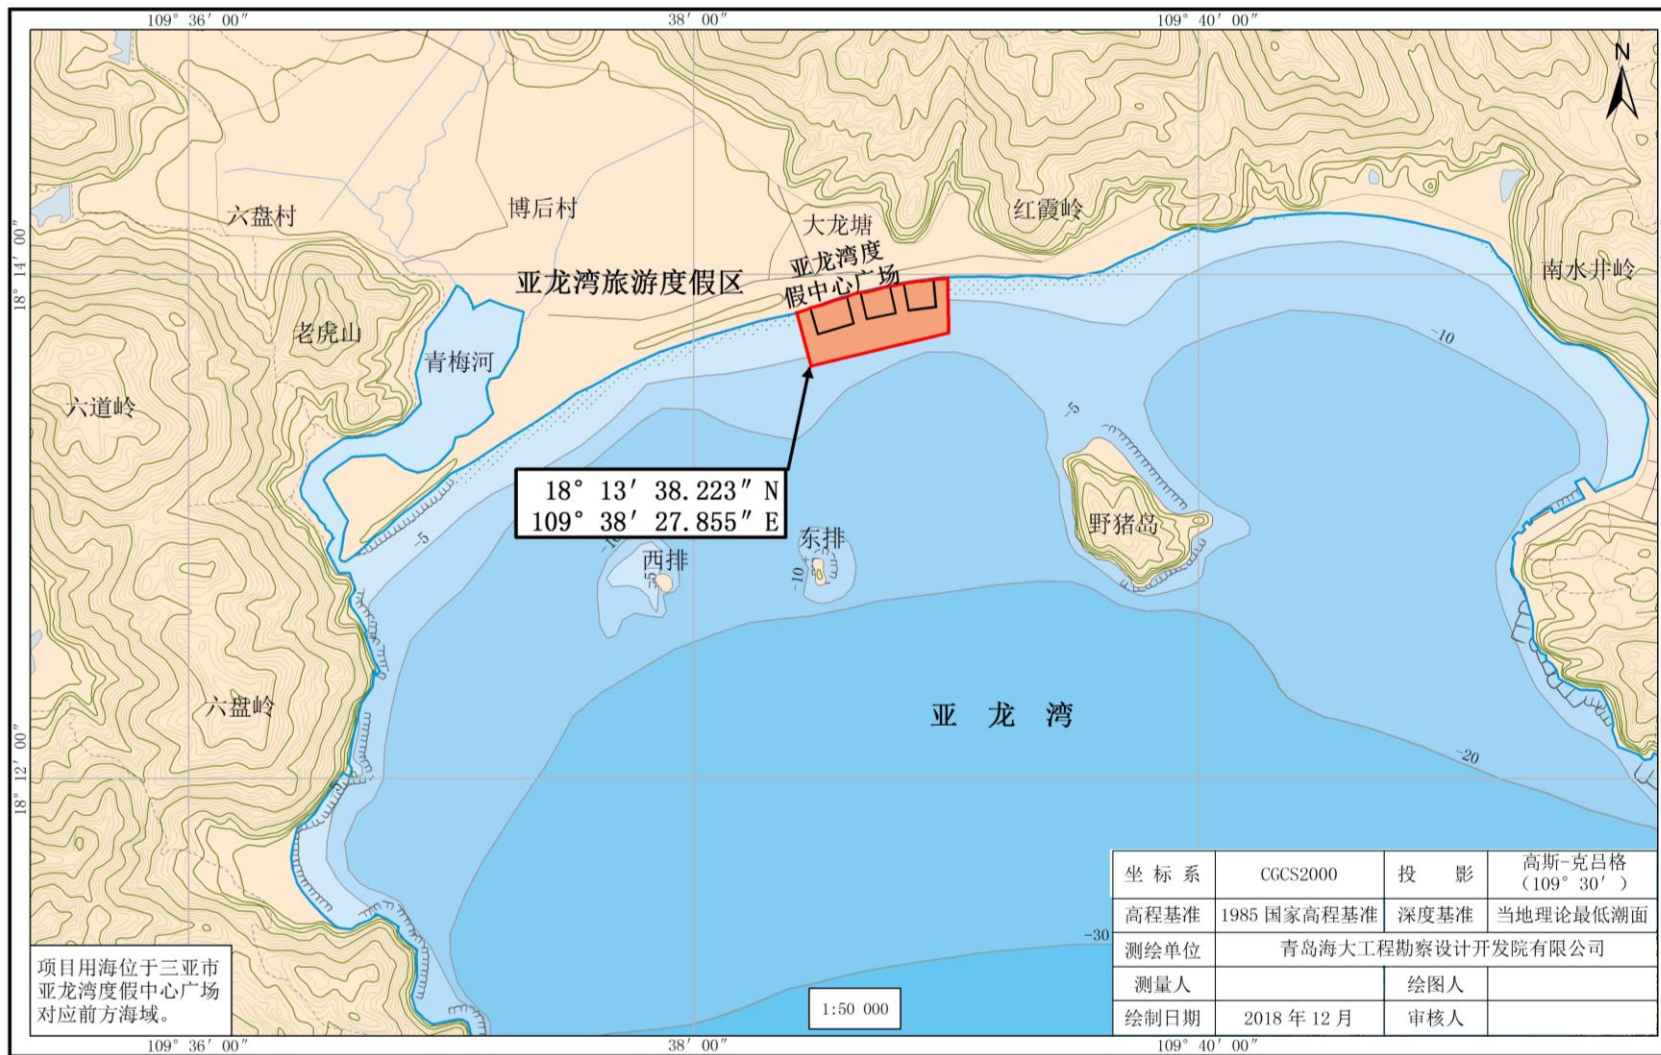 109° 36′ 00″
38′ 00″
109° 40′ 00″
N
18° 14′ 00″
六盘村
博后村
大龙塘
红霞岭
亚龙湾度
假中心广场
南水井岭
亚龙湾旅游度假区
老虎山
青梅河
六道岭
-10
-5
18° 13′ 38.223″ N
109° 38′ 27.855″ E
野猪岛
-5
-10
西排
-5
东排
-10
六盘岭
亚 龙 湾
18° 12′ 00″
-20
-5
-30
坐 标 系 CGCS2000 投 影 高斯-克吕格
（109° 30′ ）
高程基准 1985 国家高程基准 深度基准 当地理论最低潮面
测绘单位 青岛海大工程勘察设计开发院有限公司
测量人 绘图人
绘制日期 2018 年 12 月 审核人
项目用海位于三亚市
亚龙湾度假中心广场
对应前方海域。
1:50 000
109° 36′ 00″
38′ 00″
109° 40′ 00″